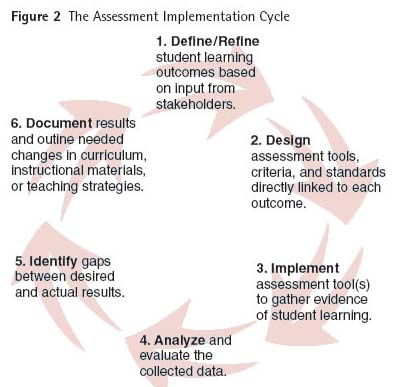 Figure 2 The Assessment Implementation Cycle
1. Define/Refine
student learning
outcomes based
on input from
stakeholders.
2. Design
assessment tools,
criteria, and standards
directly linked to each
outcome.
3. Implement
assessment tool(s)
to gather evidence
of student learning.
4. Analyze and
evaluate the
collected data.
5. Identify gaps
between desired
and actual results.
6. Document results
and outine needed
changes in curriculum,
instructional materials,
or teaching strategies.